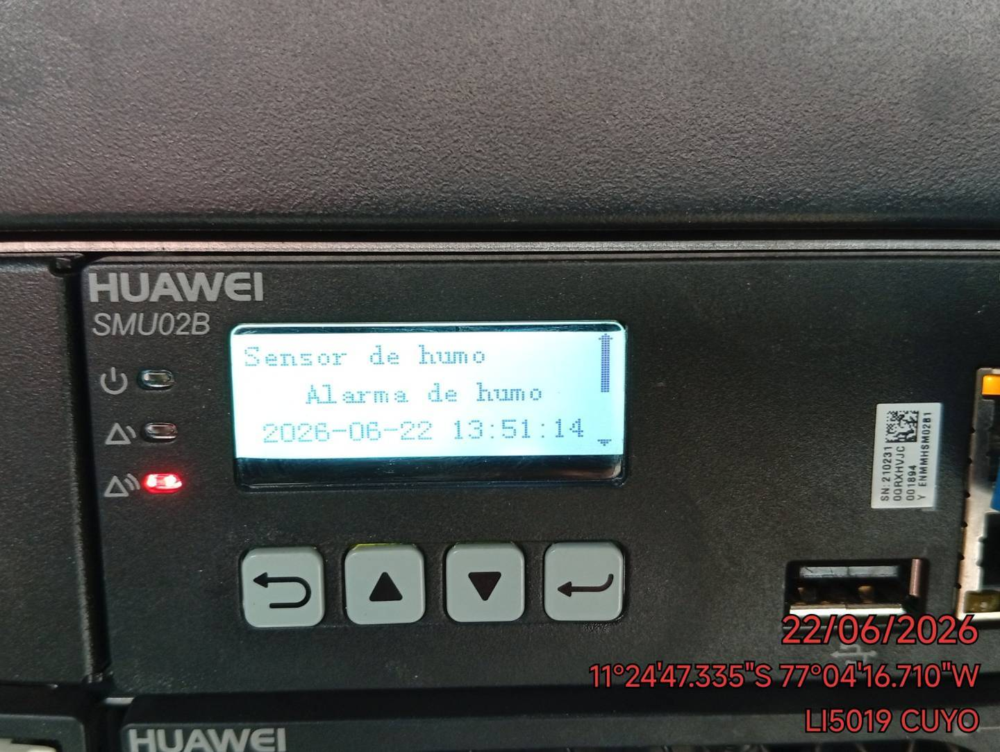 HUAWEI
SMU02B
Sensor de humo
Alarma de humo
2026-06-22 13:51:14
SN: 210231
0QRXHVJC
001894
Y ENMMHSM02B1
22/06/2026
11°24'47.335"S 77°04'16.710"W
LI5019 CUYO
HUAWEI